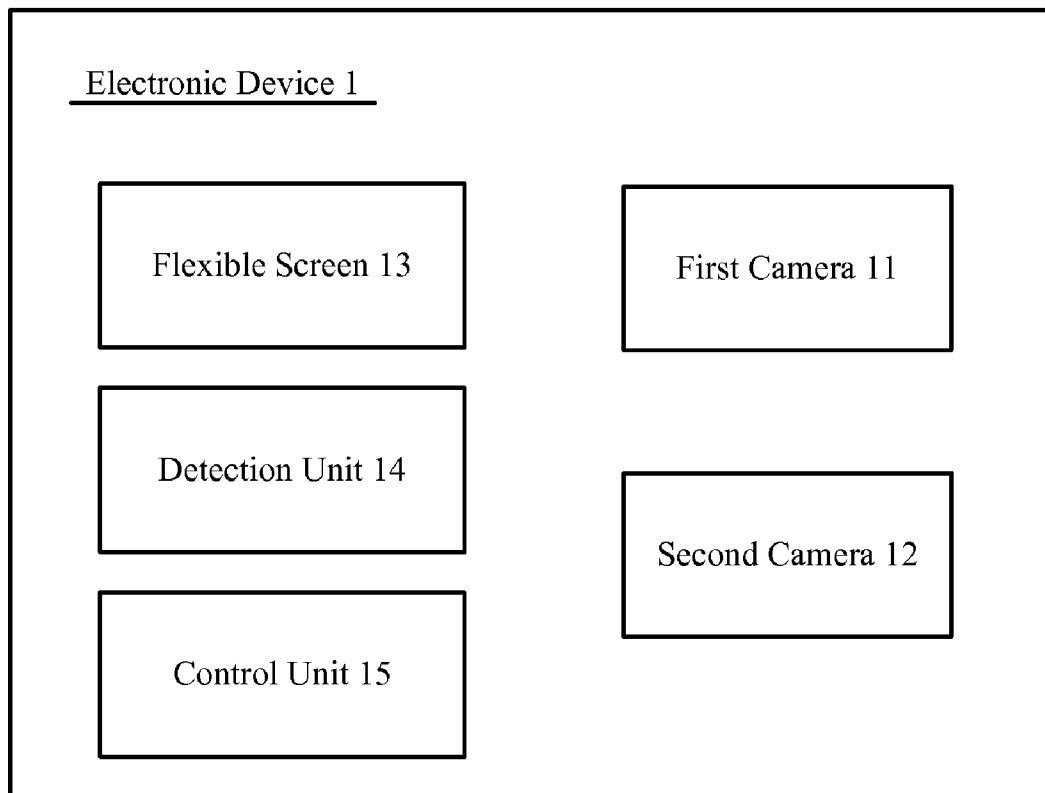 Electronic Device 1
Flexible Screen 13
First Camera 11
Detection Unit 14
Second Camera 12
Control Unit 15